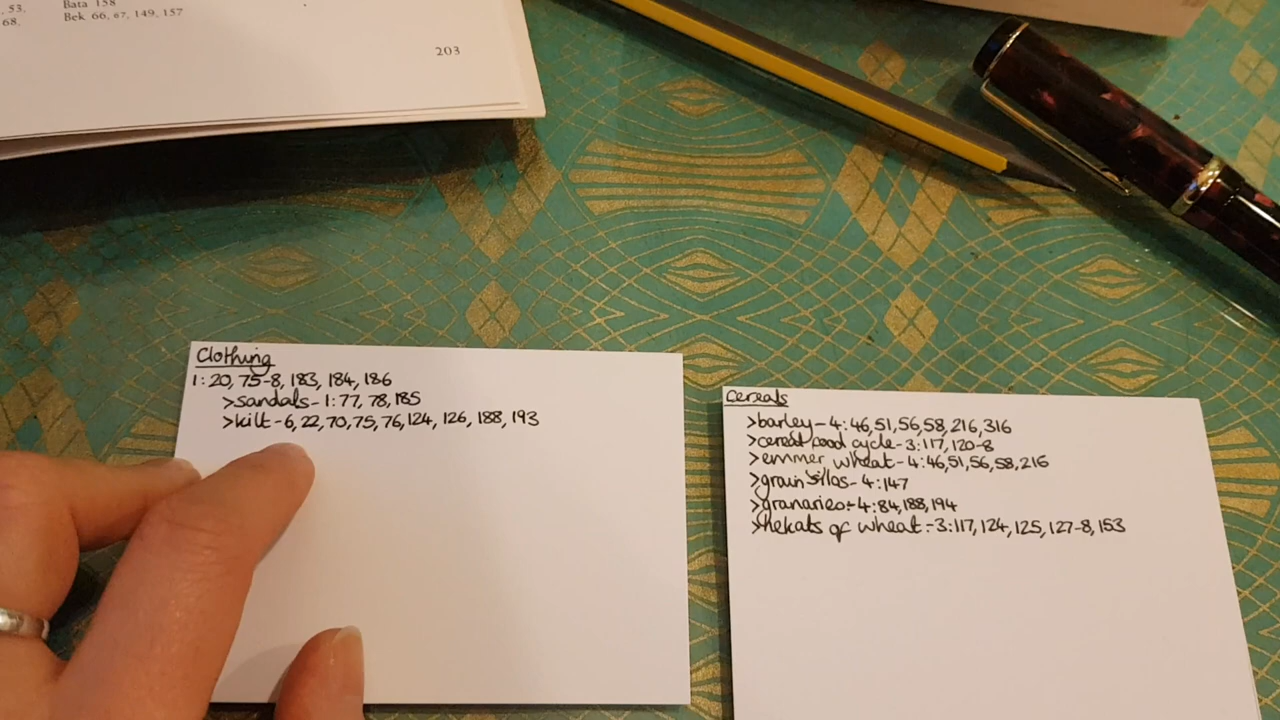 , 53,
68.
Bata 158
Bek 66, 67, 149, 157
203
Clothing
1:20, 75-8, 183, 184, 186
>sandals-1:77, 78, 185
>kilt-6, 22, 70, 75, 76, 124, 126, 188, 193
Cereals
>barley-4:46,51,56,58,216,316
>cereal food cycle-3:117, 120-8
>emmer wheat-4:46,51,56,58,216
>grain silos-4:147
>granaries-4:84,188,194
>hekats of wheat-3:117, 124, 125, 127-8, 153